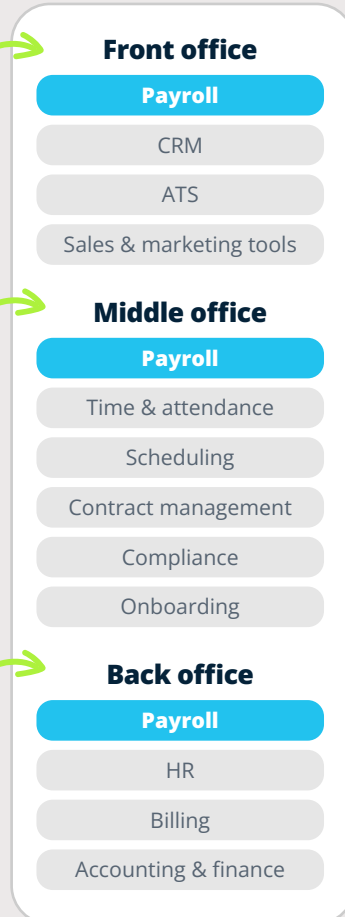 Front office
Payroll
CRM
ATS
Sales & marketing tools
Middle office
Payroll
Time & attendance
Scheduling
Contract management
Compliance
Onboarding
Back office
Payroll
HR
Billing
Accounting & finance